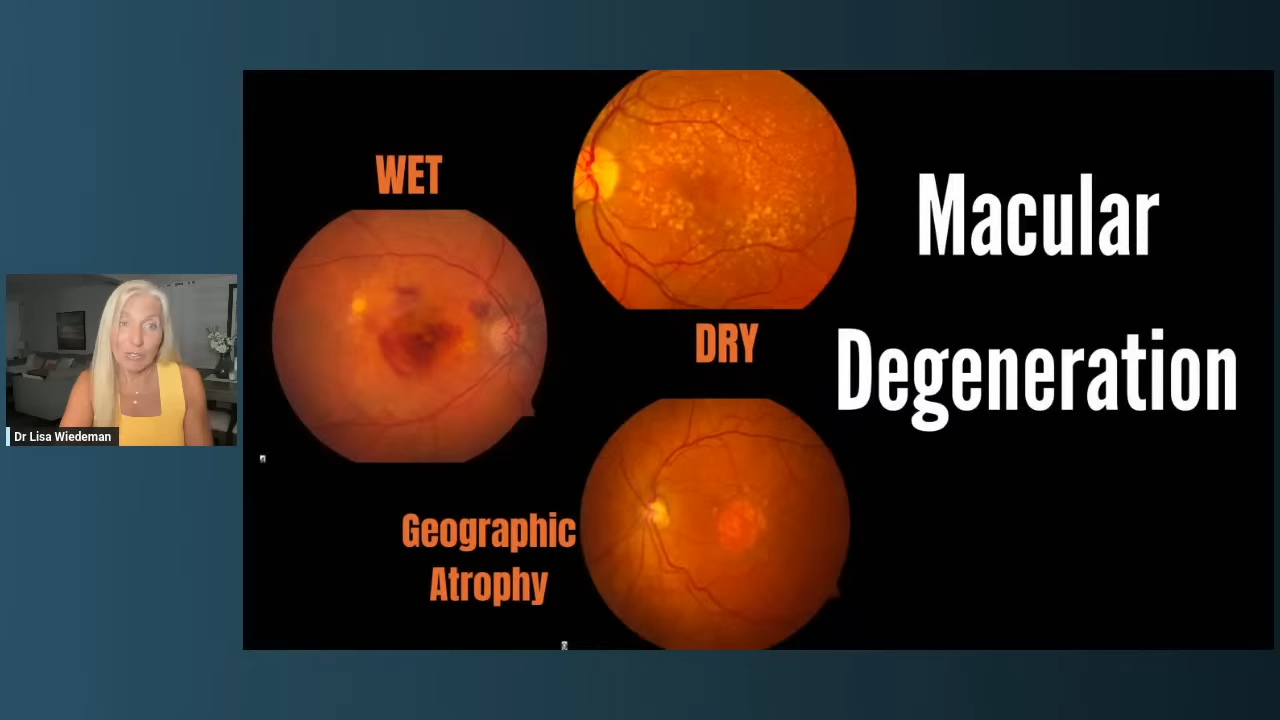 WET
Macular
DRY
Degeneration
Dr Lisa Wiedeman
Geographic
Atrophy